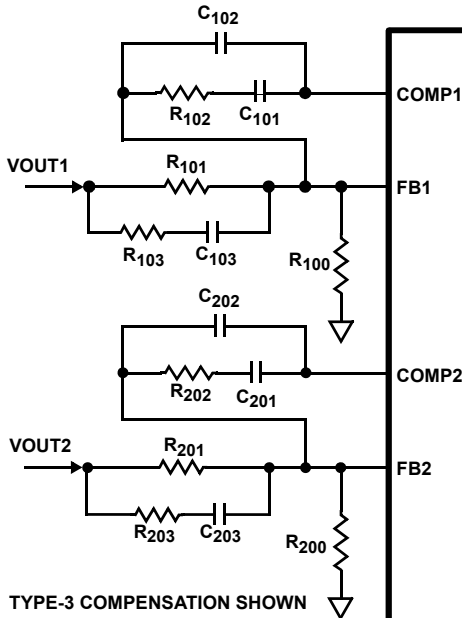 C102
R102
C101
COMP1
VOUT1
R101
FB1
R103
C103
R100
C202
R202
C201
COMP2
VOUT2
R201
FB2
R203
C203
R200
TYPE-3 COMPENSATION SHOWN